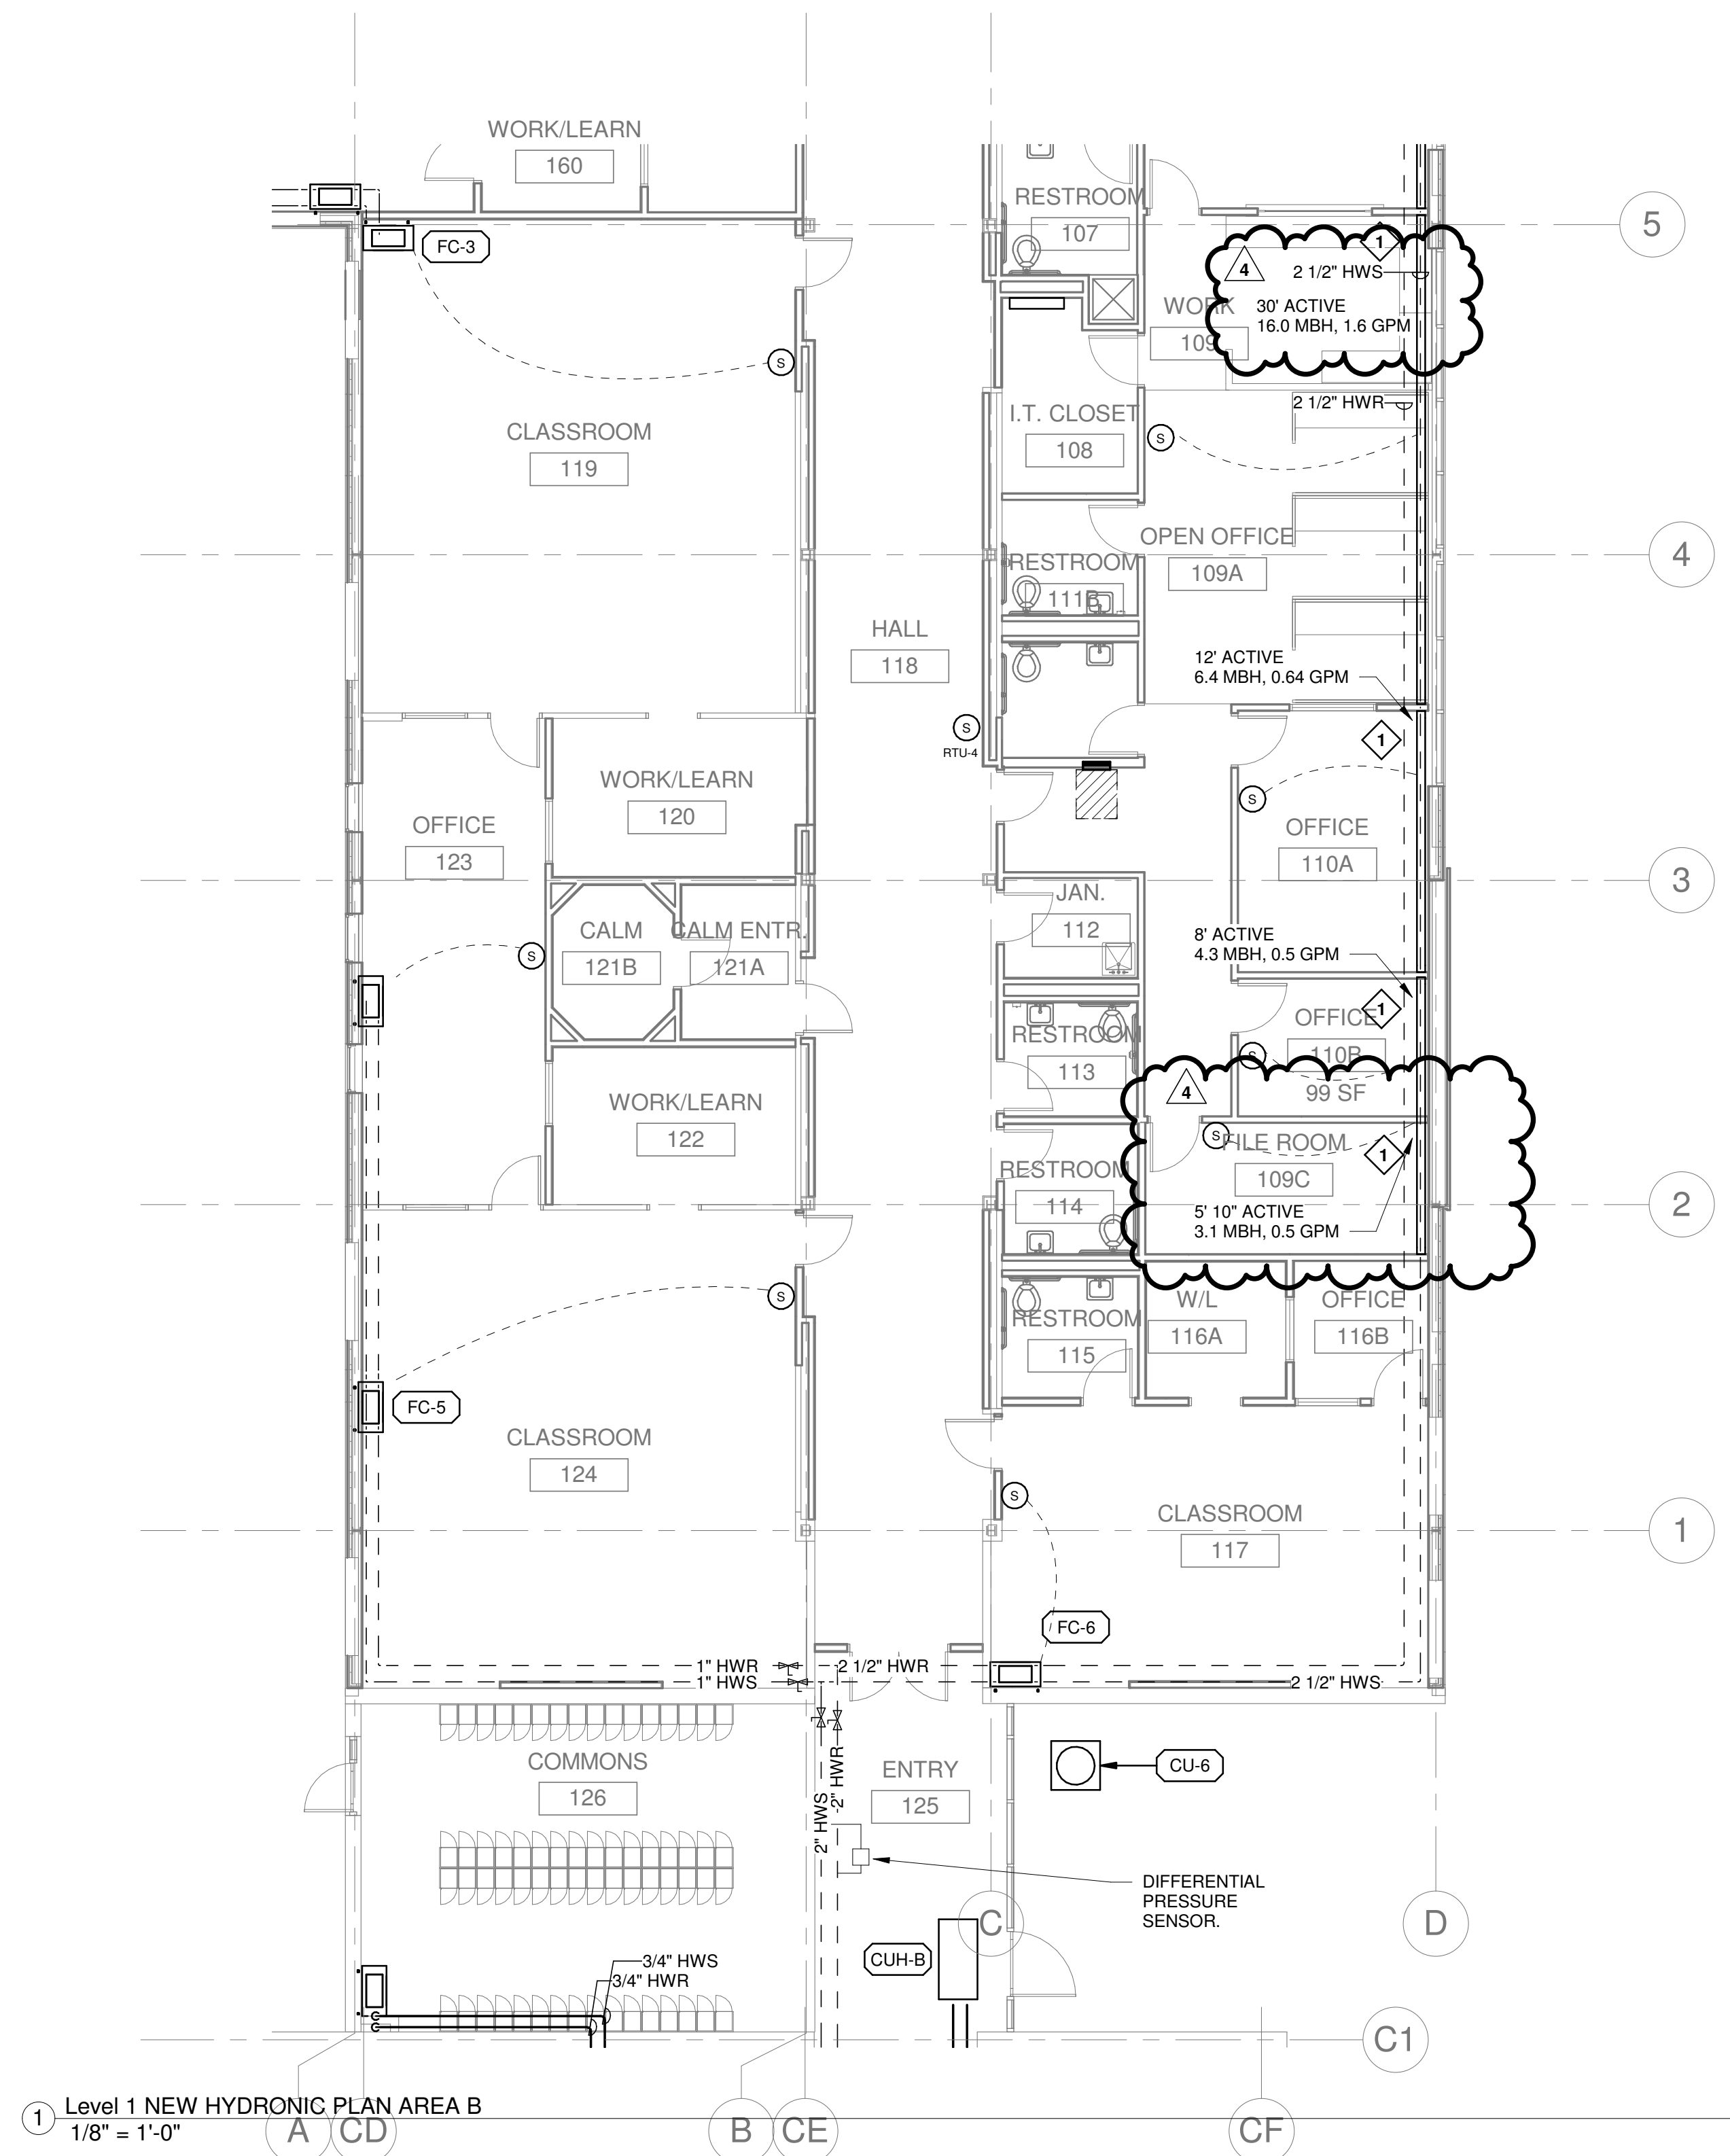 WORK/LEARN
160
RESTROOM
107
5
FC-3
1
4
2 1/2" HWS
30' ACTIVE
16.0 MBH, 1.6 GPM
WORK
109
S
2 1/2" HWR
CLASSROOM
119
I.T. CLOSET
108
S
OPEN OFFICE
109A
4
RESTROOM
111B
HALL
118
12' ACTIVE
6.4 MBH, 0.64 GPM
S
RTU-4
1
WORK/LEARN
120
S
OFFICE
123
OFFICE
110A
3
JAN.
112
CALM
121B
CALM ENTR.
121A
S
8' ACTIVE
4.3 MBH, 0.5 GPM
1
OFFICE
110B
99 SF
S
RESTROOM
113
4
WORK/LEARN
122
S
FILE ROOM
109C
1
RESTROOM
114
2
5' 10" ACTIVE
3.1 MBH, 0.5 GPM
S
W/L
116A
OFFICE
116B
RESTROOM
115
FC-5
CLASSROOM
124
S
CLASSROOM
117
1
FC-6
1" HWR
2 1/2" HWR
1" HWS
2 1/2" HWS
COMMONS
126
2" HWS
2" HWR
ENTRY
125
CU-6
DIFFERENTIAL
PRESSURE
SENSOR.
C
D
CUH-B
3/4" HWS
3/4" HWR
C1
1
Level 1 NEW HYDRONIC PLAN AREA B
1/8" = 1'-0"
A
CD
B
CE
CF